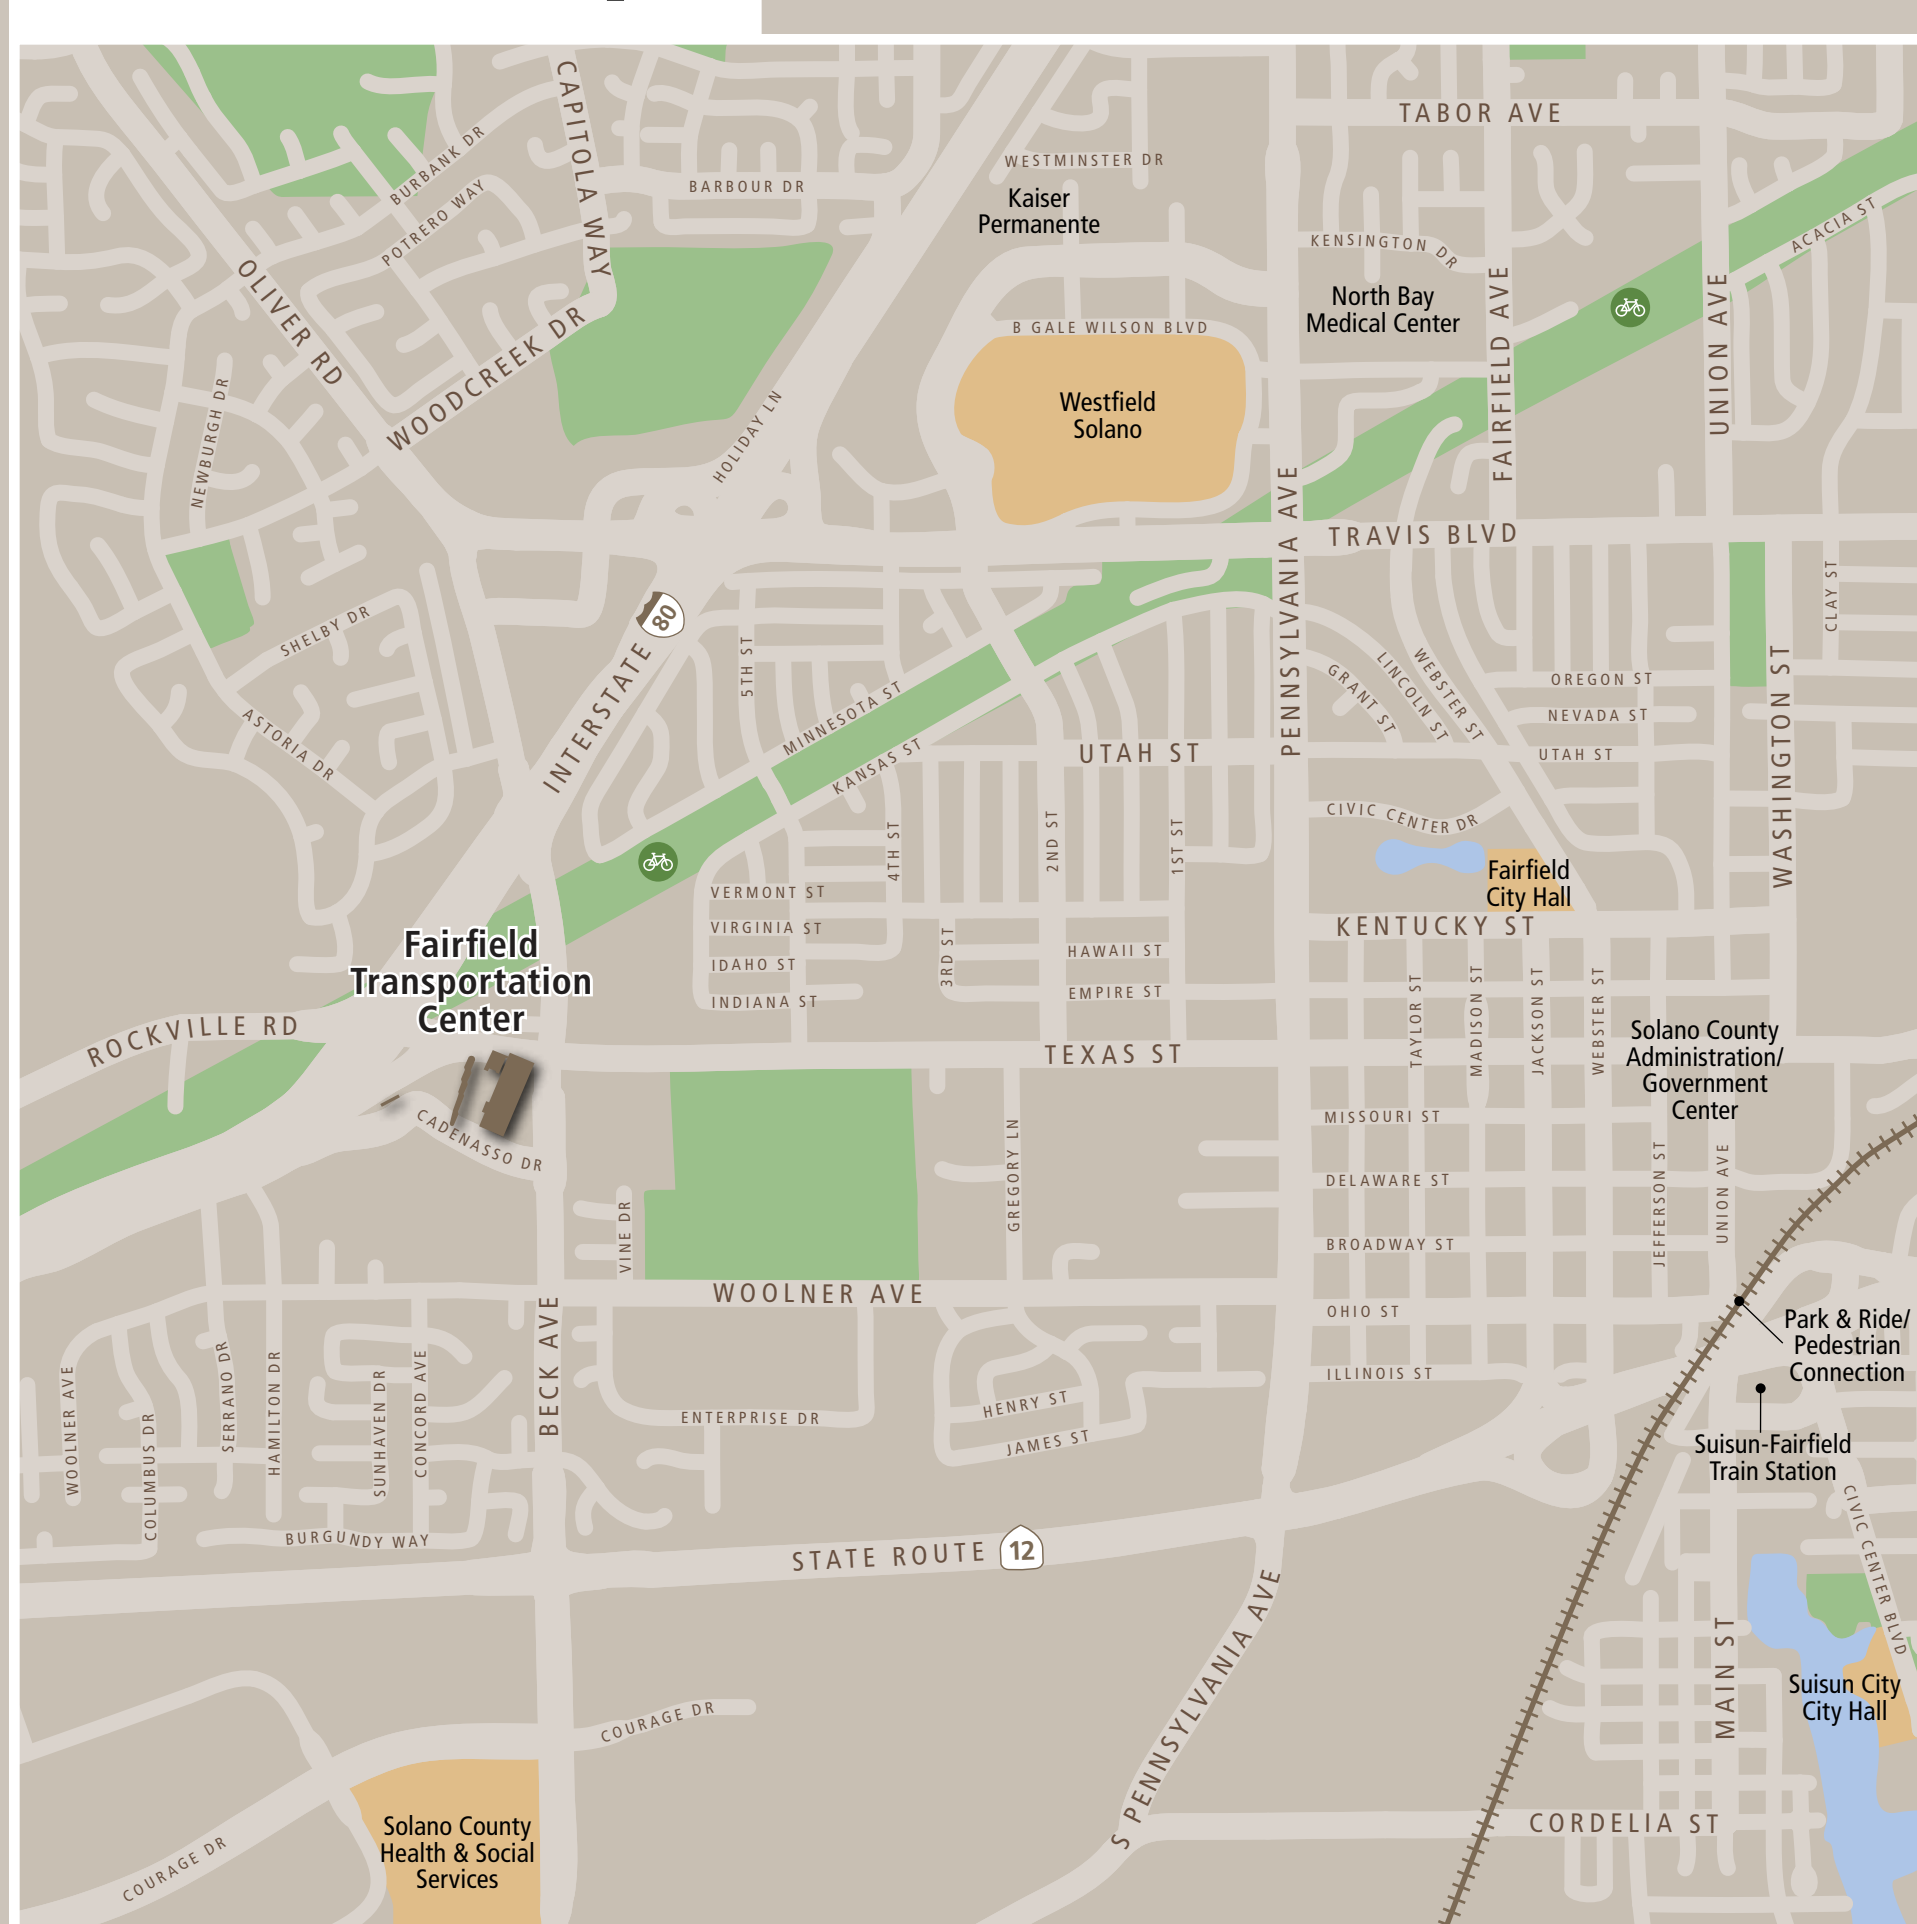 CAPITOLA WAY
TABOR AVE
BURBANK DR
POTRERO WAY
BARBOUR DR
WESTMINSTER DR
Kaiser
Permanente
ACACIA ST
KENSINGTON DR
OLIVER RD
WOODCREEK DR
North Bay
Medical Center
FAIRFIELD AVE
UNION AVE
B GALE WILSON BLVD
NEWBURGH DR
HOLIDAY LN
Westfield
Solano
PENNSYLVANIA AVE
TRAVIS BLVD
CLAY ST
INTERSTATE
80
SHELBY DR
5TH ST
ASTORIA DR
MINNESOTA ST
KANSAS ST
GRANT ST
LINCOLN ST
WEBSTER ST
OREGON ST
NEVADA ST
UTAH ST
UTAH ST
WASHINGTON ST
CIVIC CENTER DR
4TH ST
2ND ST
1ST ST
Fairfield
City Hall
VERMONT ST
VIRGINIA ST
IDAHO ST
INDIANA ST
3RD ST
HAWAII ST
EMPIRE ST
KENTUCKY ST
Fairfield
Transportation
Center
ROCKVILLE RD
TEXAS ST
TAYLOR ST
MADISON ST
JACKSON ST
WEBSTER ST
Solano County
Administration/
Government
Center
CADENASSO DR
GREGORY LN
MISSOURI ST
DELAWARE ST
BROADWAY ST
JEFFERSON ST
UNION AVE
VINE DR
WOOLNER AVE
OHIO ST
ILLINOIS ST
Park & Ride/
Pedestrian
Connection
BECK AVE
WOOLNER AVE
COLUMBUS DR
SERRANO DR
HAMILTON DR
SUNHAVEN DR
CONCORD AVE
ENTERPRISE DR
HENRY ST
JAMES ST
Suisun-Fairfield
Train Station
BURGUNDY WAY
STATE ROUTE
12
CIVIC CENTER BLVD
S PENNSYLVANIA AVE
MAIN ST
Suisun City
City Hall
COURAGE DR
COURAGE DR
Solano County
Health & Social
Services
CORDELIA ST